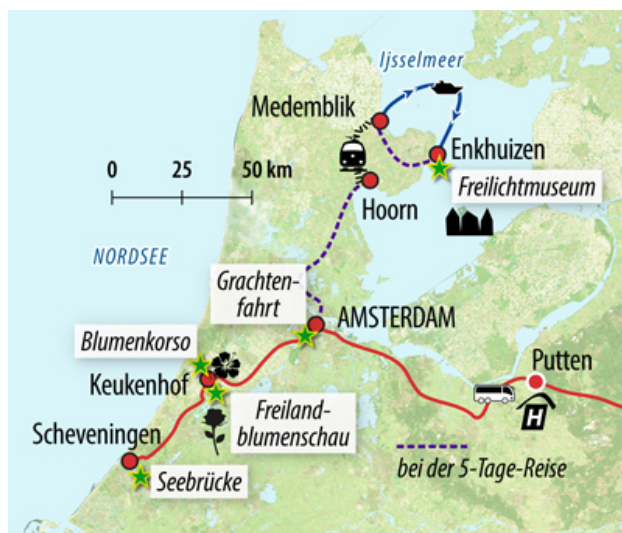 Ijsselmeer
Medemblik
Enkhuizen
0 25 50 km
Freilichtmuseum
Hoorn
NORDSEE
Grachten-
fahrt
AMSTERDAM
Blumenkorso
Putten
Keukenhof
H
Freiland-
blumenschau
Scheveningen
bei der 5-Tage-Reise
Seebrücke